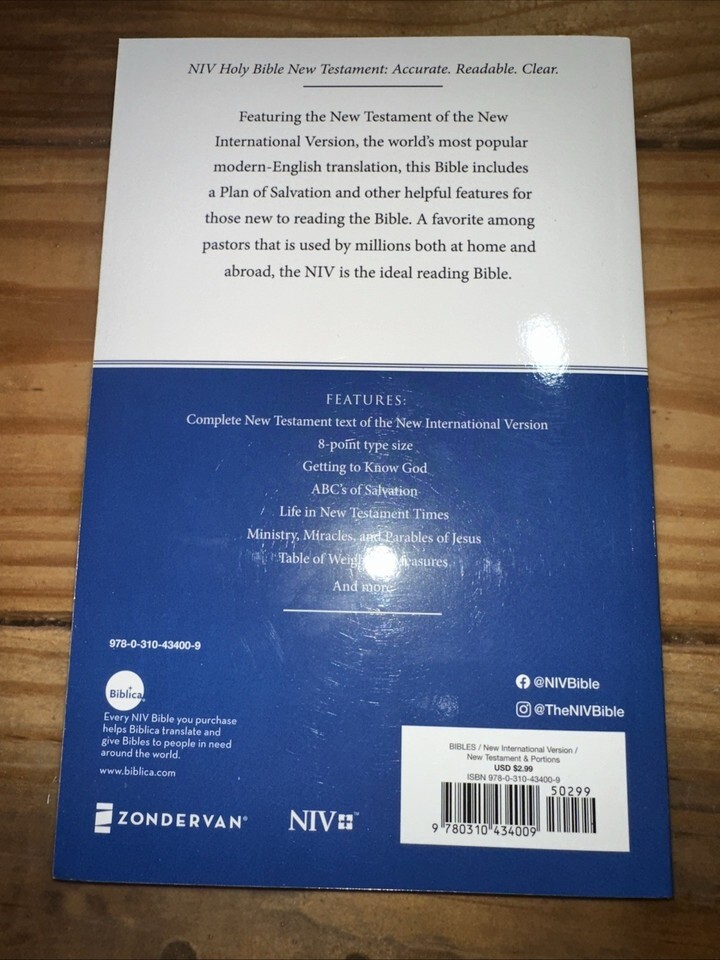 NIV Holy Bible New Testament: Accurate. Readable. Clear.
Featuring the New Testament of the New
International Version, the world's most popular
modern-English translation, this Bible includes
a Plan of Salvation and other helpful features for
those new to reading the Bible. A favorite among
pastors that is used by millions both at home and
abroad, the NIV is the ideal reading Bible.
FEATURES:
Complete New Testament text of the New International Version
8-point type size
Getting to Know God
ABC's of Salvation
Life in New Testament Times
Ministry, Miracles, and Parables of Jesus
Table of
And more
978-0-310-43400-9
Biblica
Every NIV Bible you purchase
helps Biblica translate and
give Bibles to people in need
around the world.
www.biblica.com
ZONDERVAN®
NIV™
@NIVBible
@TheNIVBible
BIBLES / New International Version /
New Testament & Portions
USD $2.99
ISBN 978-0-310-43400-9
50299
9 780310 434009